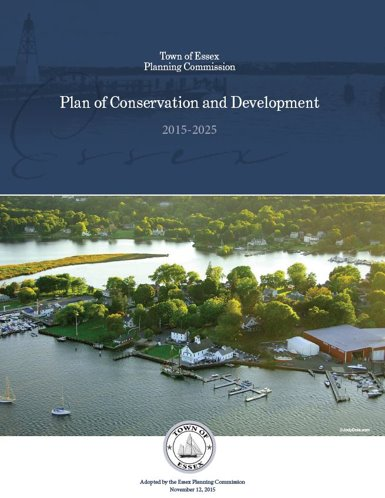 Town of Essex
Planning Commission
Plan of Conservation and Development
2015-2025
Essex
TOWN OF
ESSEX
Adopted by the Essex Planning Commission
November 12, 2015